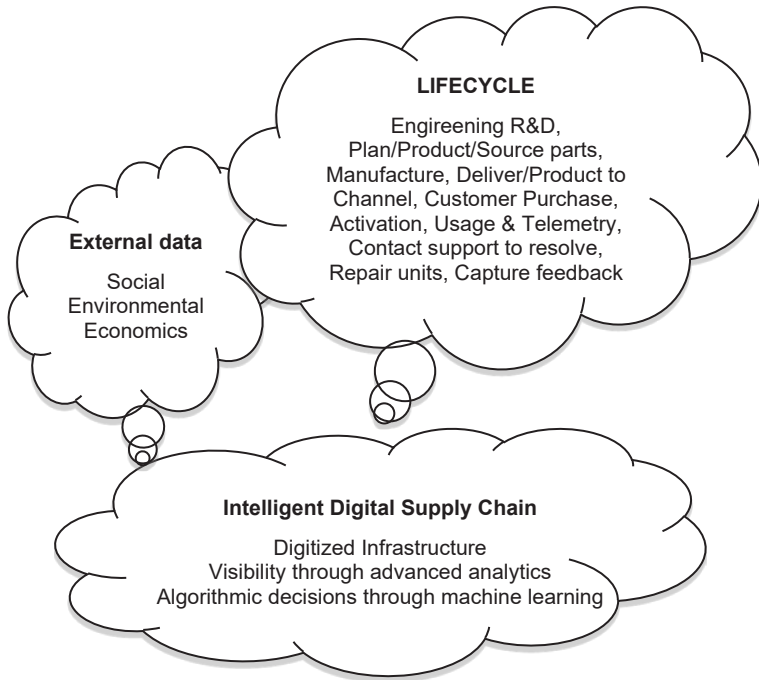 LIFECYCLE
Engireening R&D,
Plan/Product/Source parts,
Manufacture, Deliver/Product to
Channel, Customer Purchase,
Activation, Usage & Telemetry,
Contact support to resolve,
Repair units, Capture feedback
External data
Social
Environmental
Economics
Intelligent Digital Supply Chain
Digitized Infrastructure
Visibility through advanced analytics
Algorithmic decisions through machine learning